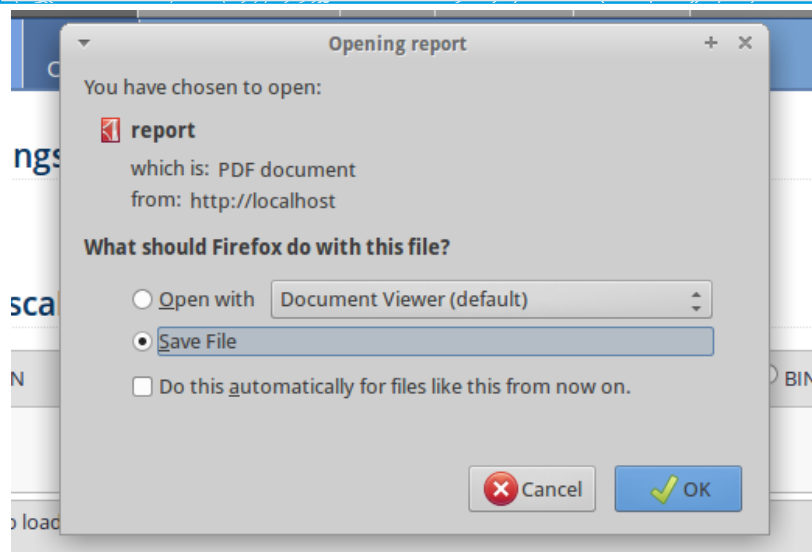 Opening report
You have chosen to open:
report
which is: PDF document
from: http://localhost
ngs
What should Firefox do with this file?
Open with Document Viewer (default)
scal
Save File
N
BIN
Do this automatically for files like this from now on.
Cancel OK
load